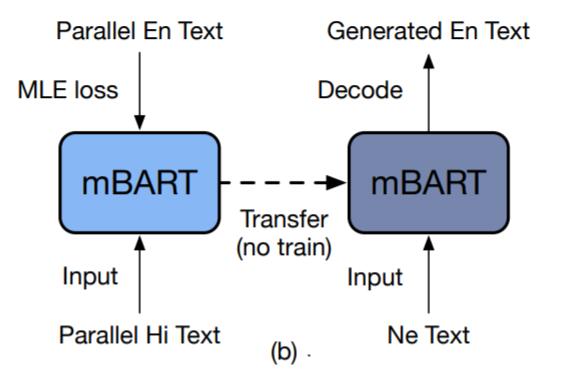 Parallel En Text
Generated En Text
MLE loss
Decode
mBART
mBART
Transfer
(no train)
Input
Input
Parallel Hi Text
Ne Text
(b) .